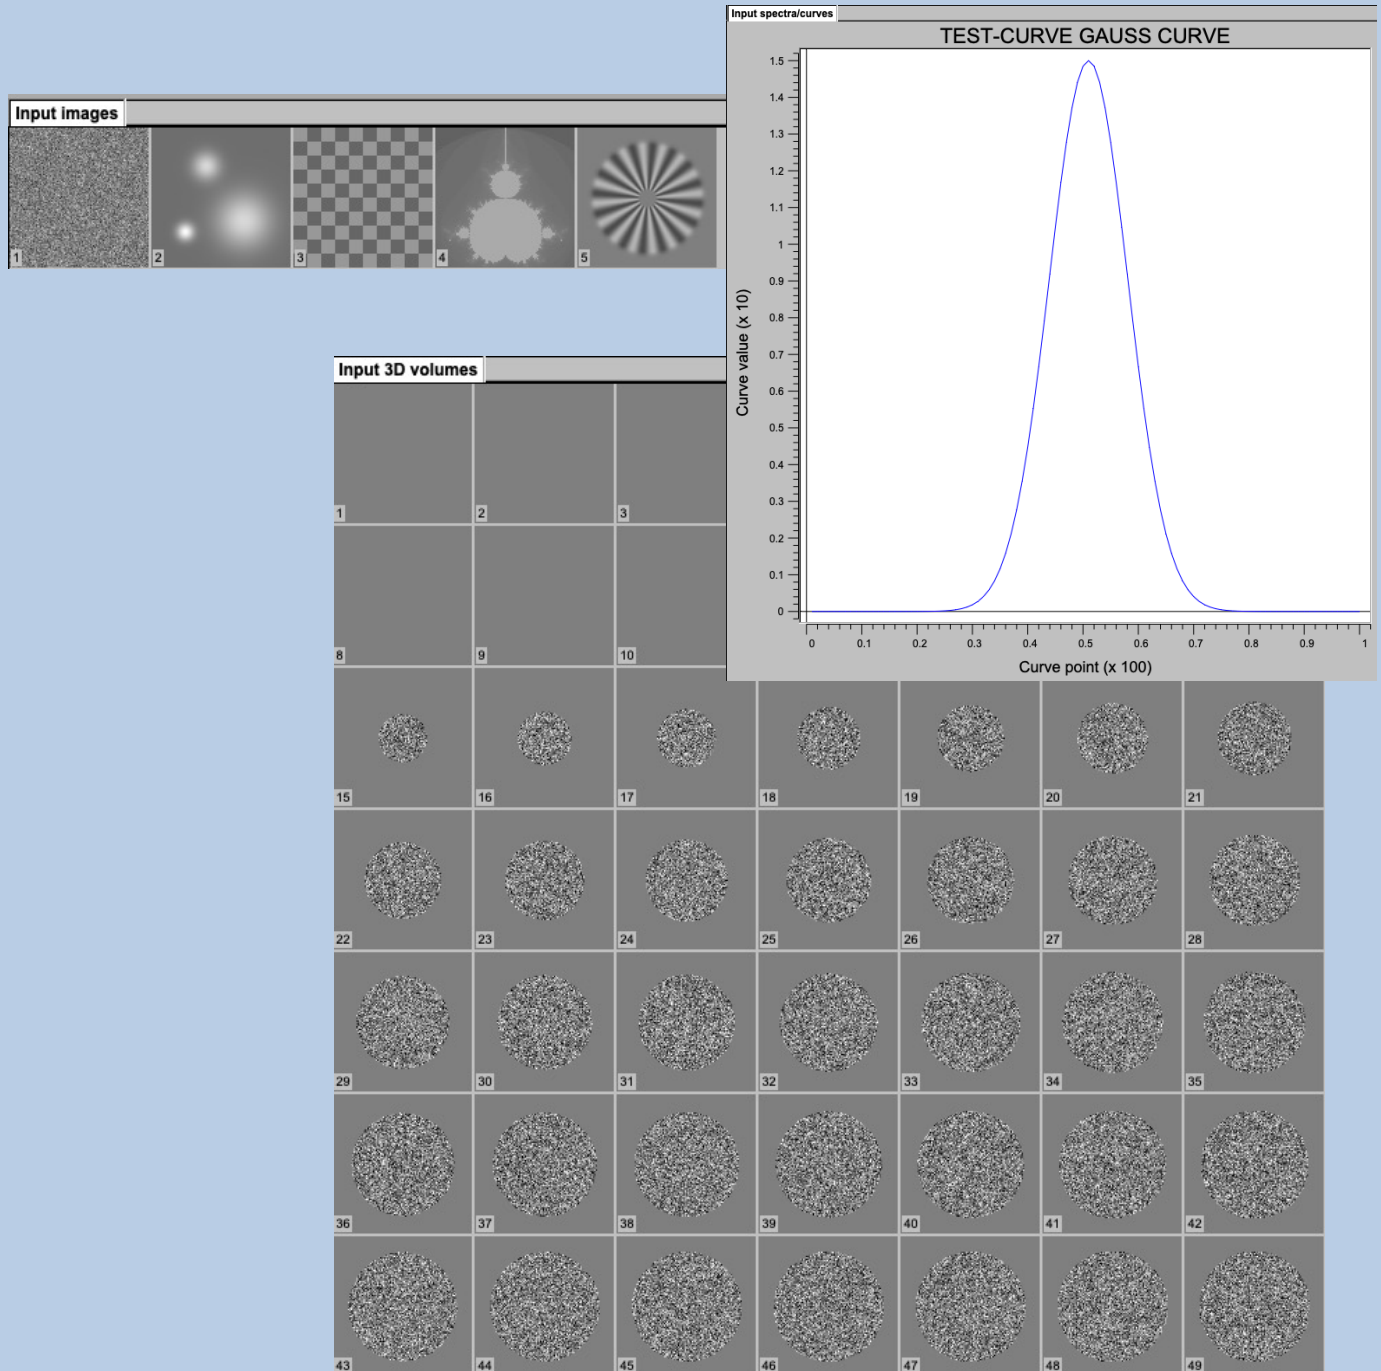 Input spectra/curves
TEST-CURVE GAUSS CURVE
1.5
1.4
1.3
1.2
1.1
1
0.9
0.8
0.7
0.6
0.5
0.4
0.3
0.2
0.1
0
Curve value (x 10)
0 0.1 0.2 0.3 0.4 0.5 0.6 0.7 0.8 0.9 1
Curve point (x 100)
Input images
1 2 3 4 5
Input 3D volumes
1 2 3
8 9 10
15 16 17 18 19 20 21
22 23 24 25 26 27 28
29 30 31 32 33 34 35
36 37 38 39 40 41 42
43 44 45 46 47 48 49